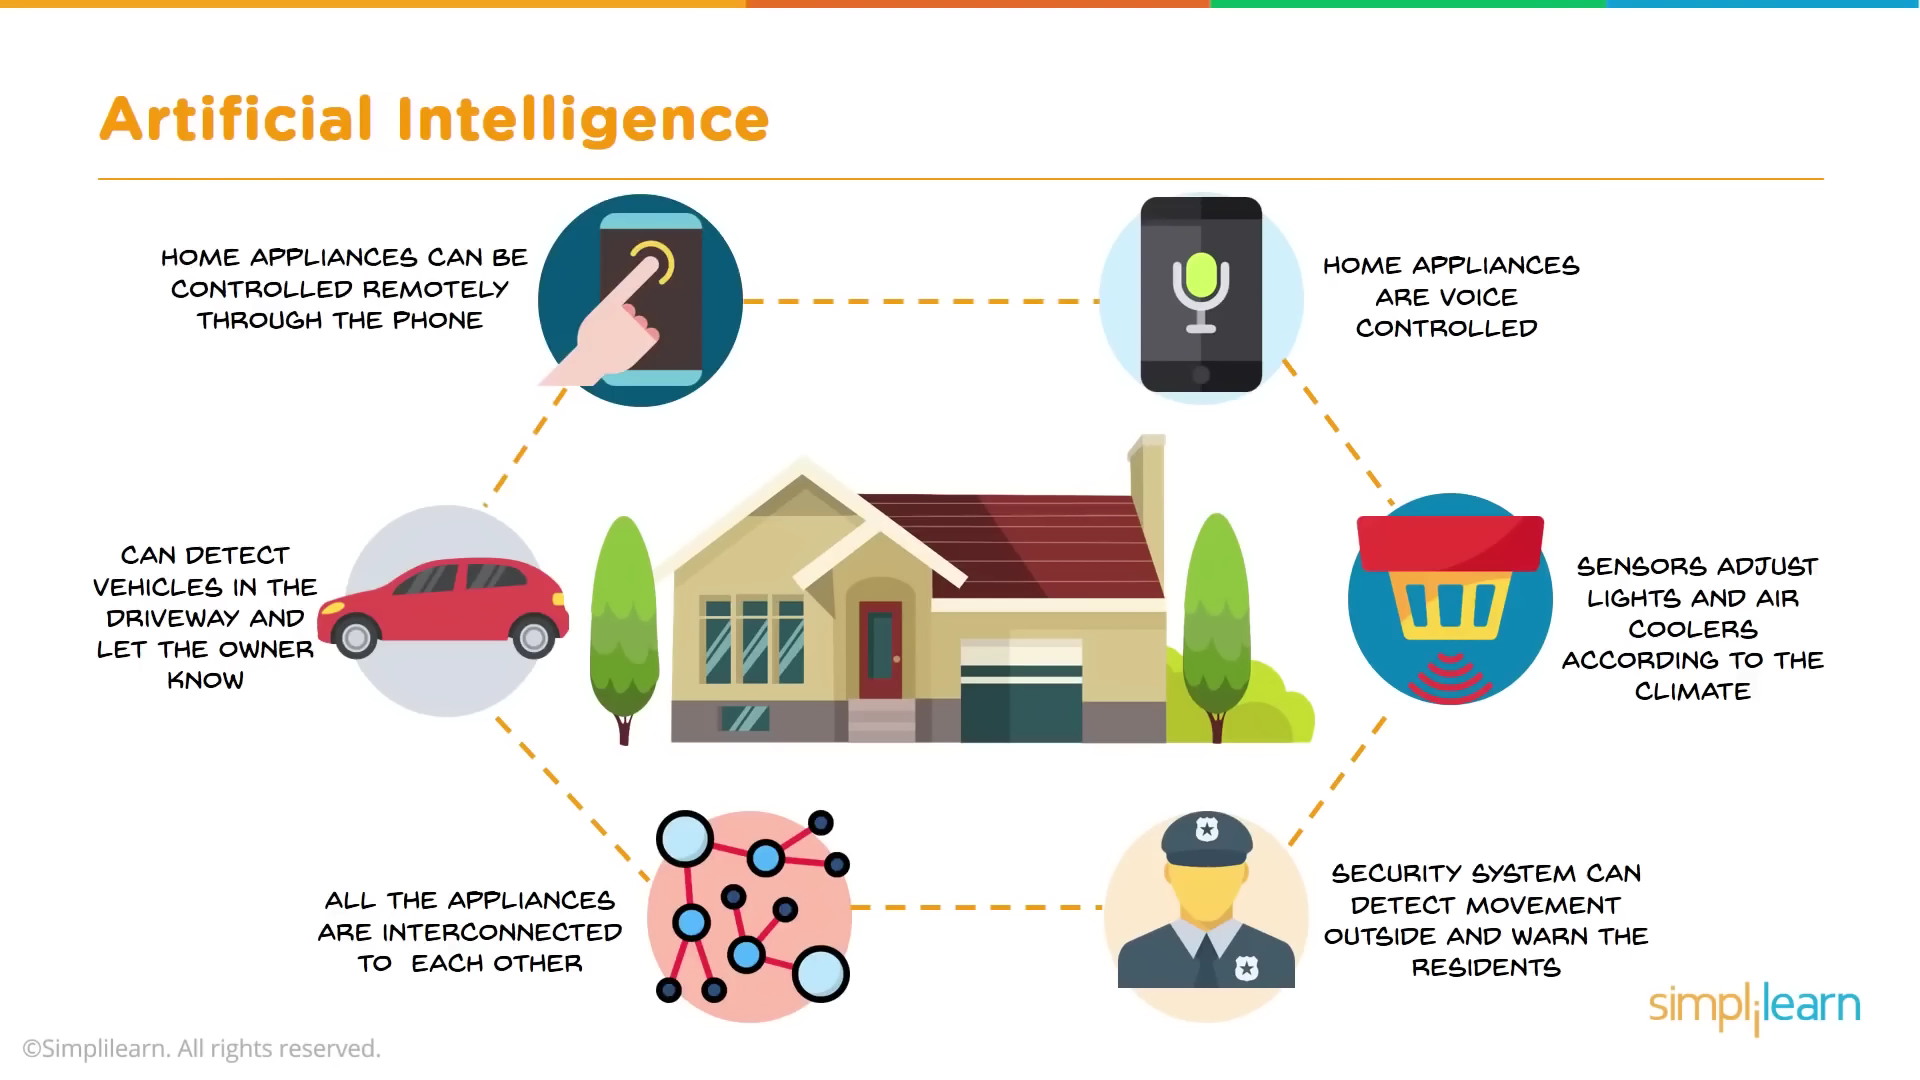 Artificial Intelligence
HOME APPLIANCES CAN BE
CONTROLLED REMOTELY
THROUGH THE PHONE
HOME APPLIANCES
ARE VOICE
CONTROLLED
CAN DETECT
VEHICLES IN THE
DRIVEWAY AND
LET THE OWNER
KNOW
SENSORS ADJUST
LIGHTS AND AIR
COOLERS
ACCORDING TO THE
CLIMATE
ALL THE APPLIANCES
ARE INTERCONNECTED
TO EACH OTHER
SECURITY SYSTEM CAN
DETECT MOVEMENT
OUTSIDE AND WARN THE
RESIDENTS
simplilearn
©Simplilearn. All rights reserved.